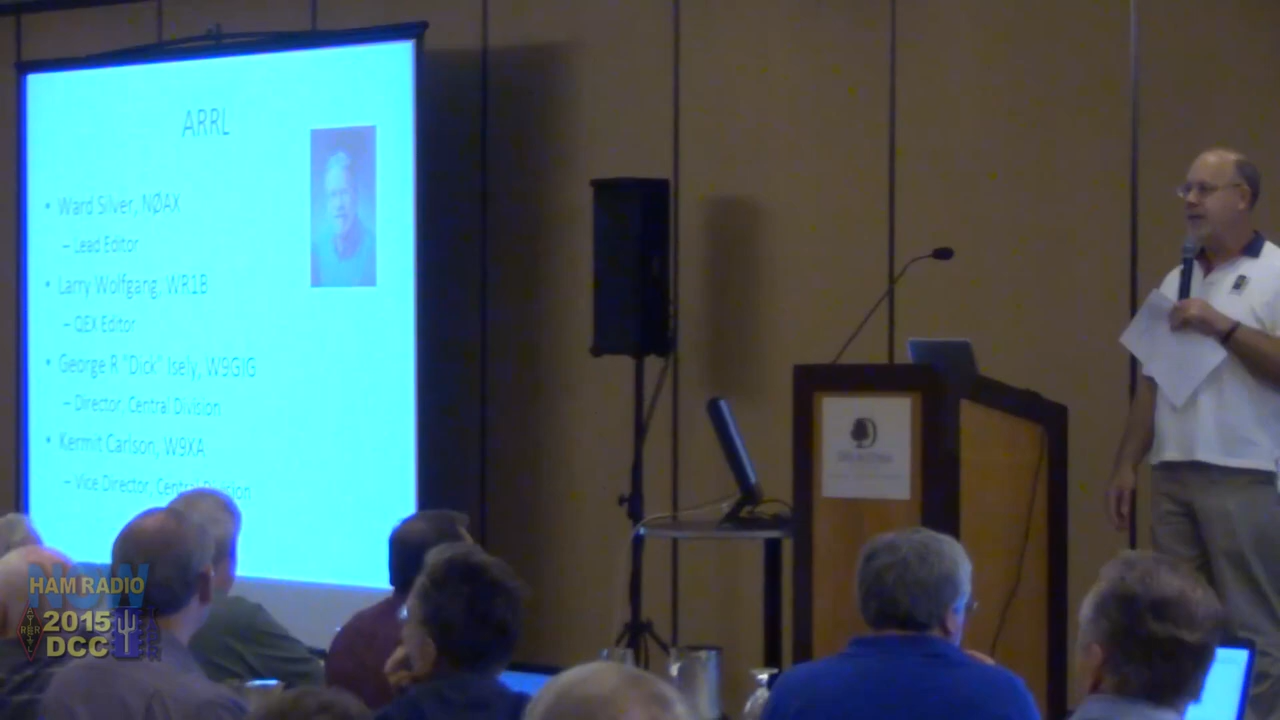 ARRL
• Ward Silver, NØAX
– Lead Editor
• Larry Wolfgang, WR1B
– QEX Editor
• George R "Dick" Isely, W9GIG
– Director, Central Division
• Kermit Carlson, W9XA
– Vice Director, Central Division
HAM RADIO
NOW
2015
DCC